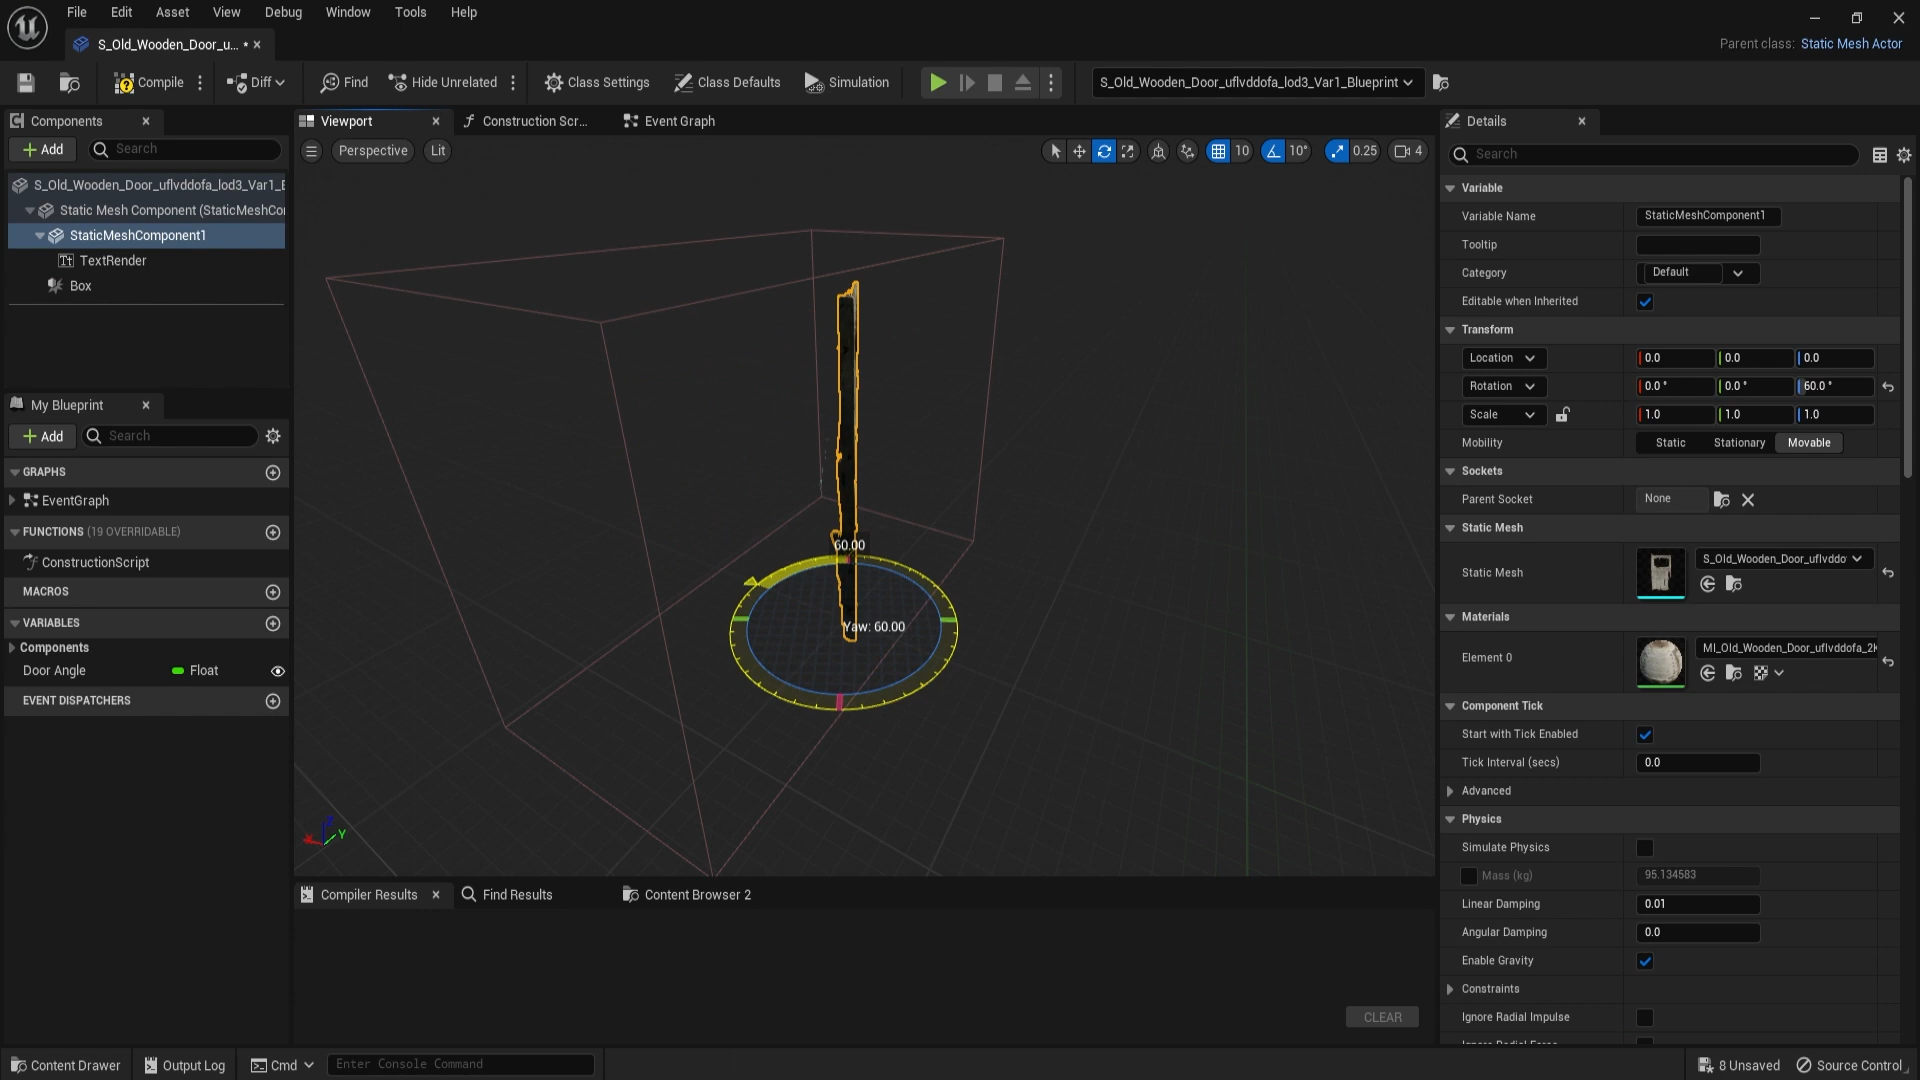 File Edit Asset View Debug Window Tools Help
S_Old_Wooden_Door_u... •
Parent class: Static Mesh Actor
Compile Diff Find Hide Unrelated Class Settings Class Defaults Simulation S_Old_Wooden_Door_uflvddofa_lod3_Var1_Blueprint
Components
Add Search
S_Old_Wooden_Door_uflvddofa_lod3_Var1_E
Static Mesh Component (StaticMeshCo
StaticMeshComponent1
TextRender
Box
My Blueprint
Add Search
GRAPHS
EventGraph
FUNCTIONS (19 OVERRIDABLE)
ConstructionScript
MACROS
VARIABLES
Components
Door Angle Float
EVENT DISPATCHERS
Viewport Construction Scr... Event Graph
Perspective Lit 10 10° 0.25 4
60.00
Yaw: 60.00
Z
X Y
Compiler Results Find Results Content Browser 2
CLEAR
Details
Search
Variable
Variable Name StaticMeshComponent1
Tooltip
Category Default
Editable when Inherited
Transform
Location 0.0 0.0 0.0
Rotation 0.0 ° 0.0 ° 60.0 °
Scale 1.0 1.0 1.0
Mobility Static Stationary Movable
Sockets
Parent Socket None
Static Mesh
Static Mesh S_Old_Wooden_Door_uflvddo
Materials
Element 0 MI_Old_Wooden_Door_uflvddofa_2K
Component Tick
Start with Tick Enabled
Tick Interval (secs) 0.0
Advanced
Physics
Simulate Physics
Mass (kg) 95.134583
Linear Damping 0.01
Angular Damping 0.0
Enable Gravity
Constraints
Ignore Radial Impulse
Ignore Radial Force
Content Drawer Output Log Cmd Enter Console Command 8 Unsaved Source Control